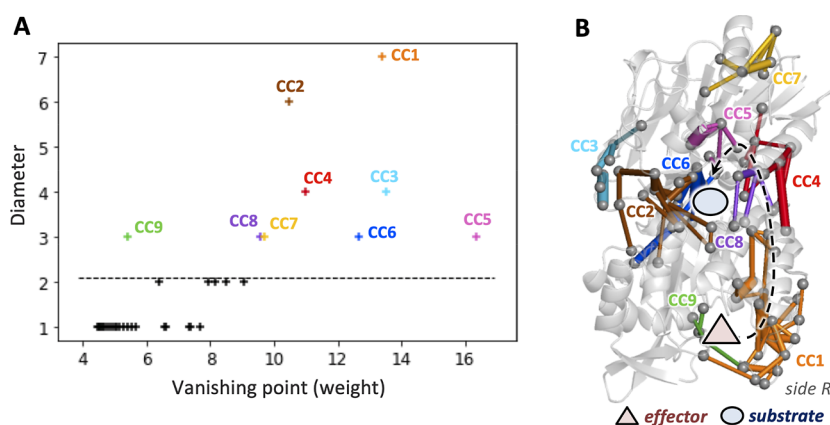 A
7
6
5
4
3
2
1
Diameter
4
6
8
10
12
14
16
Vanishing point (weight)
CC1
CC2
CC4
CC3
CC9
CC8
CC7
CC6
CC5
B
CC7
CC5
CC3
CC6
CC4
CC2
CC8
CC9
CC1
side R
effector
substrate